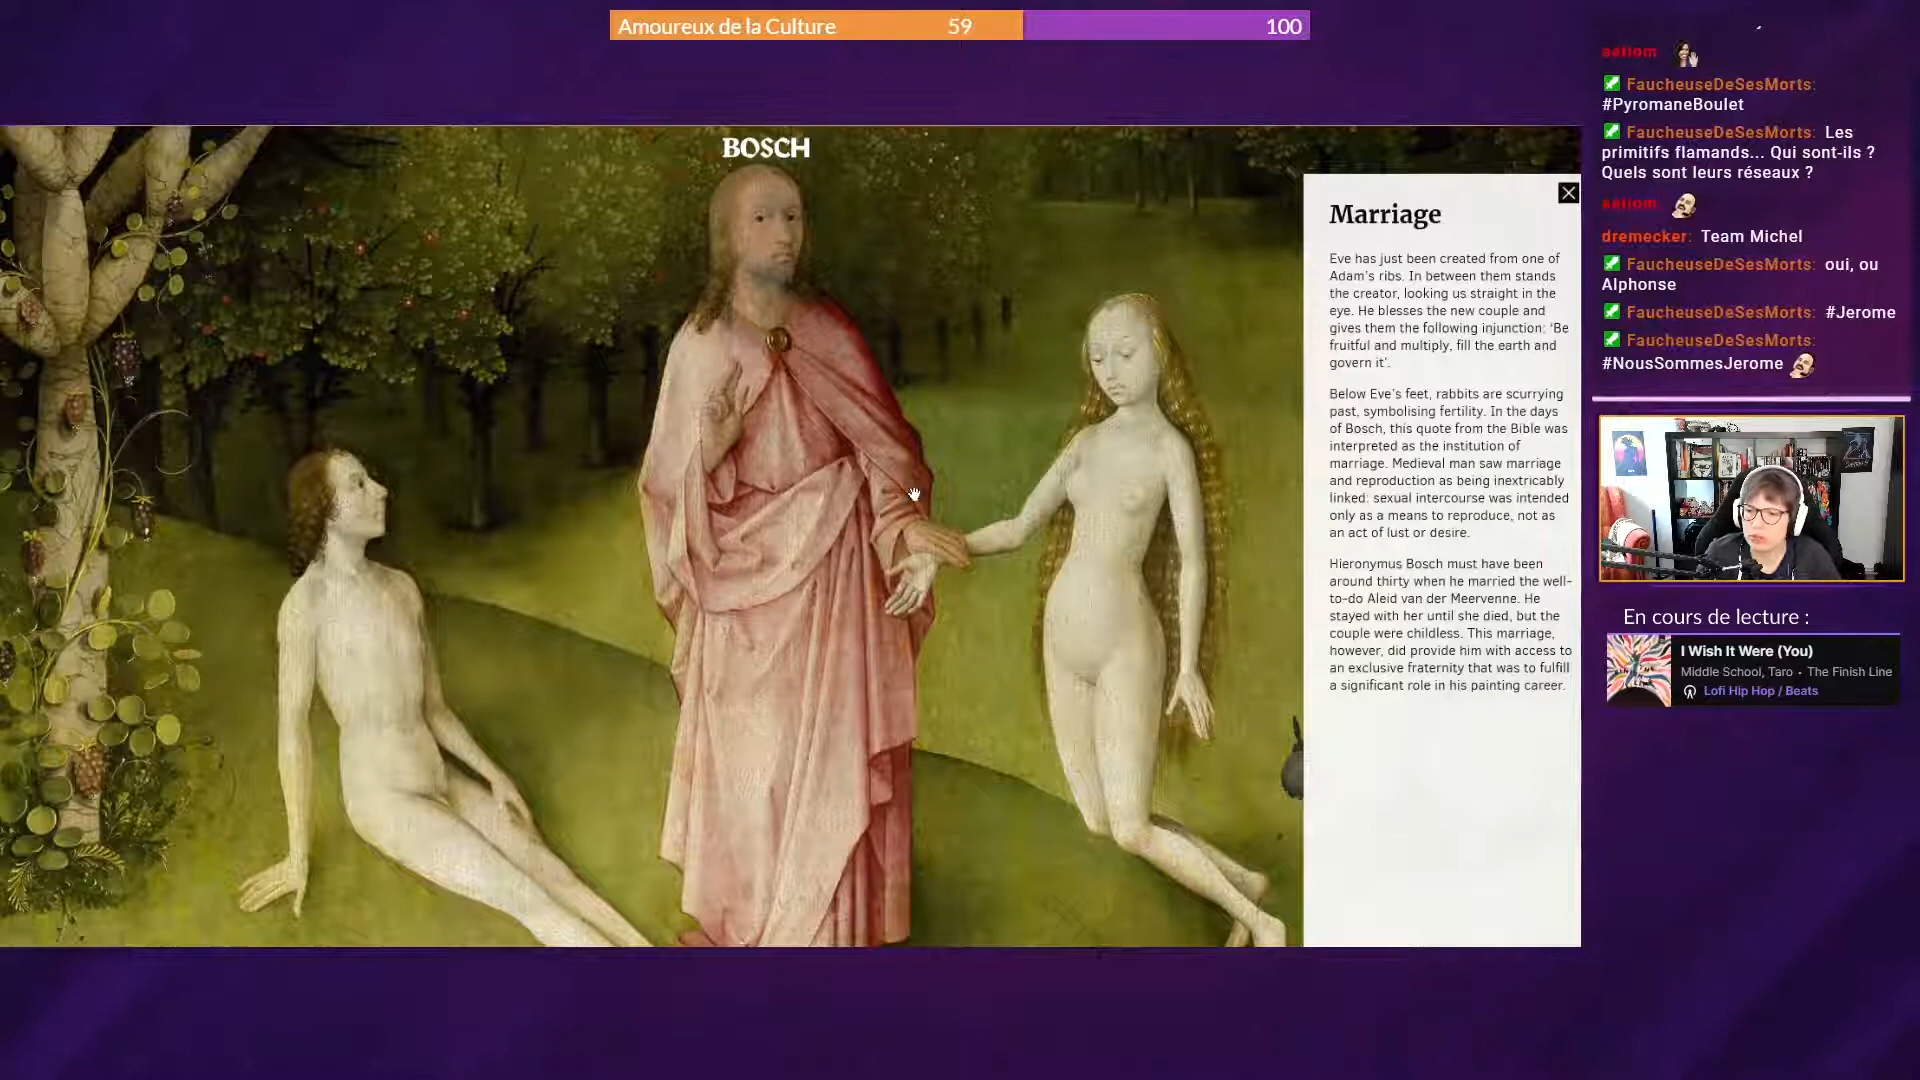 Amoureux de la Culture 59 100
BOSCH
Marriage
Eve has just been created from one of
Adam's ribs. In between them stands
the creator, looking us straight in the
eye. He blesses the new couple and
gives them the following injunction: 'Be
fruitful and multiply, fill the earth and
govern it'.
Below Eve's feet, rabbits are scurrying
past, symbolising fertility. In the days
of Bosch, this quote from the Bible was
interpreted as the institution of
marriage. Medieval man saw marriage
and reproduction as being inextricably
linked: sexual intercourse was intended
only as a means to reproduce, not as
an act of lust or desire.
Hieronymus Bosch must have been
around thirty when he married the well-
to-do Aleid van der Meervenne. He
stayed with her until she died, but the
couple were childless. This marriage,
however, did provide him with access to
an exclusive fraternity that was to fulfill
a significant role in his painting career.
FaucheuseDeSesMorts:
#PyromaneBoulet
FaucheuseDeSesMorts: Les
primitifs flamands... Qui sont-ils ?
Quels sont leurs réseaux ?
dremecker: Team Michel
FaucheuseDeSesMorts: oui, ou
Alphonse
FaucheuseDeSesMorts: #Jerome
FaucheuseDeSesMorts:
#NousSommesJerome
En cours de lecture :
I Wish It Were (You)
Middle School, Taro • The Finish Line
Lofi Hip Hop / Beats